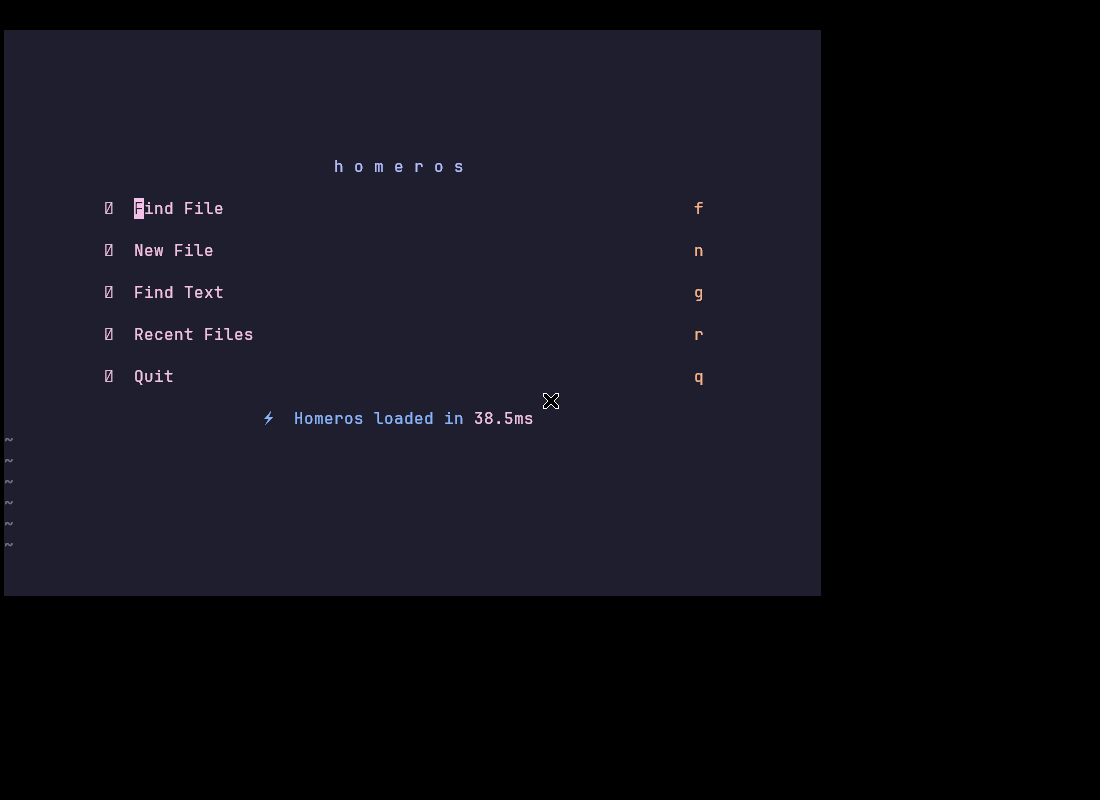 h o m e r o s
Find File f
New File n
Find Text g
Recent Files r
Quit q
⚡ Homeros loaded in 38.5ms
~
~
~
~
~
~